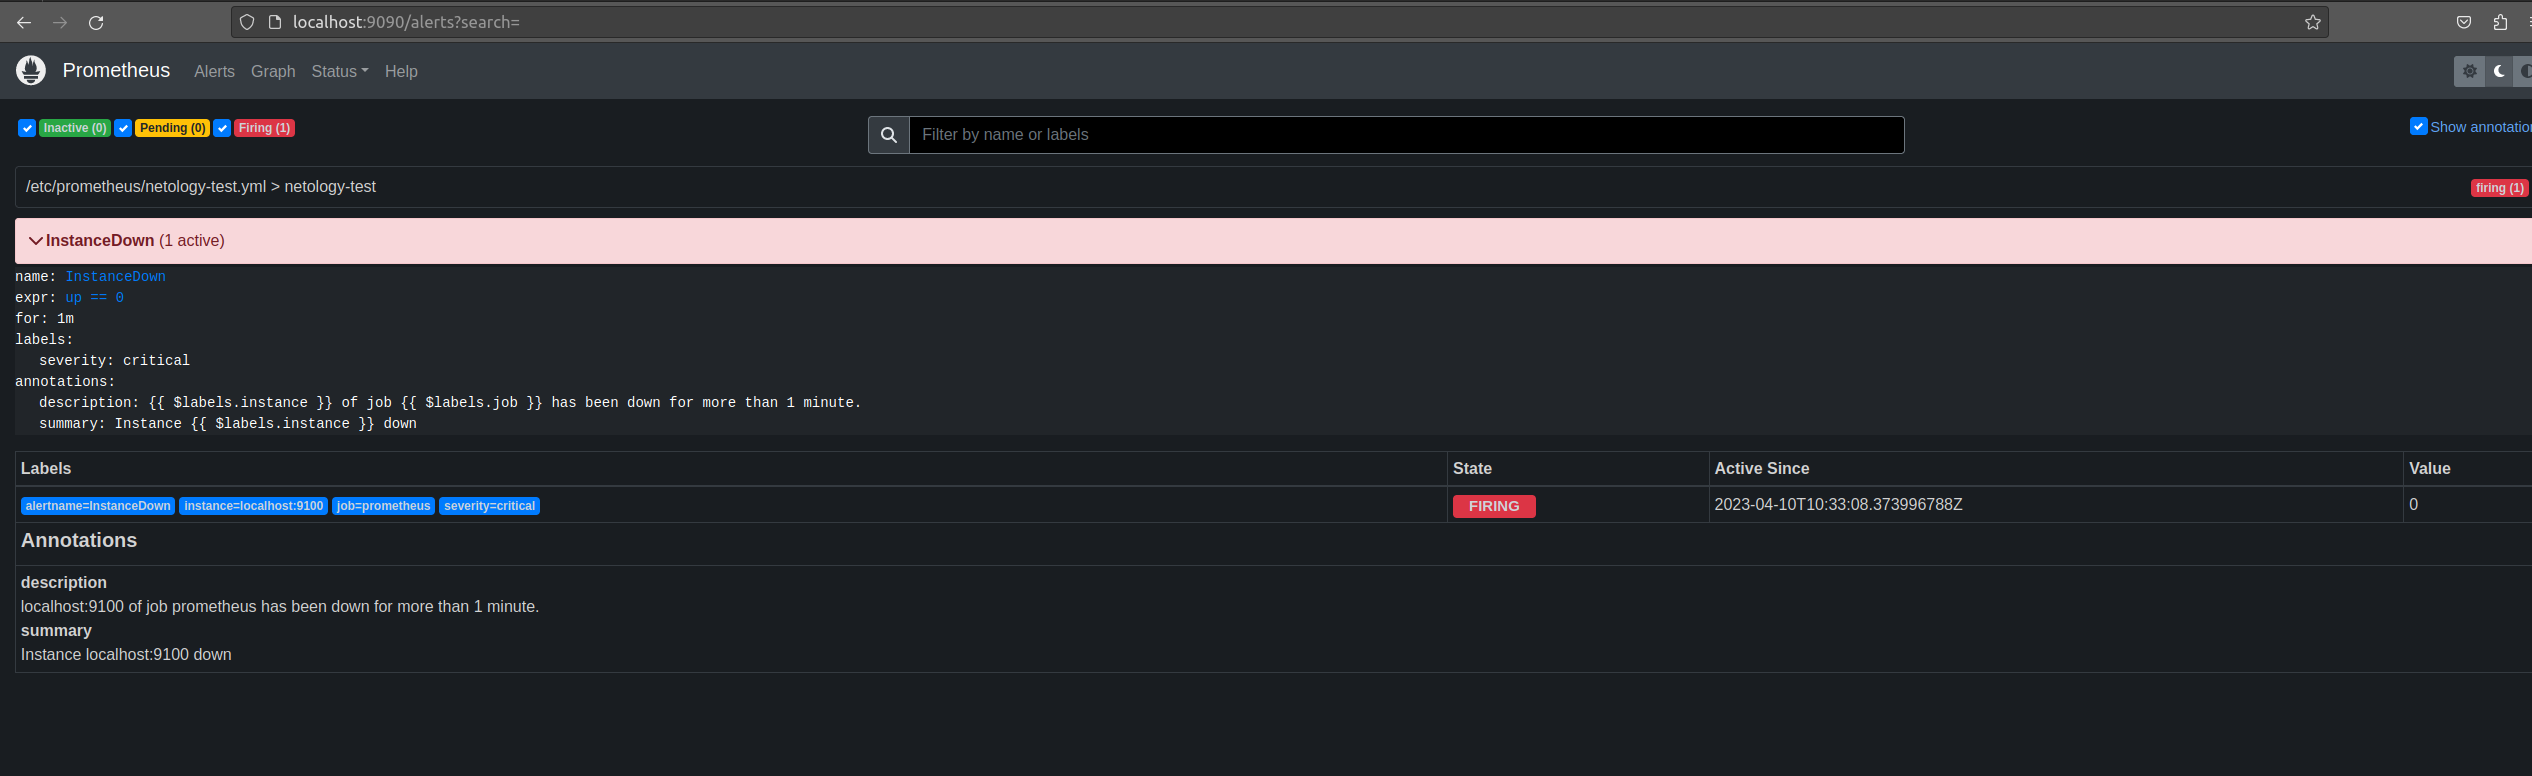 localhost:9090/alerts?search=
Prometheus Alerts Graph Status Help
Inactive (0) Pending (0) Firing (1) Filter by name or labels Show
/etc/prometheus/netology-test.yml > netology-test firing (1)
InstanceDown (1 active)
name: InstanceDown
expr: up == 0
for: 1m
labels:
severity: critical
annotations:
description: {{ $labels.instance }} of job {{ $labels.job }} has been down for more than 1 minute.
summary: Instance {{ $labels.instance }} down
Labels State Active Since Value
alertname=InstanceDown instance=localhost:9100 job=prometheus severity=critical FIRING 2023-04-10T10:33:08.373996788Z 0
Annotations
description
localhost:9100 of job prometheus has been down for more than 1 minute.
summary
Instance localhost:9100 down